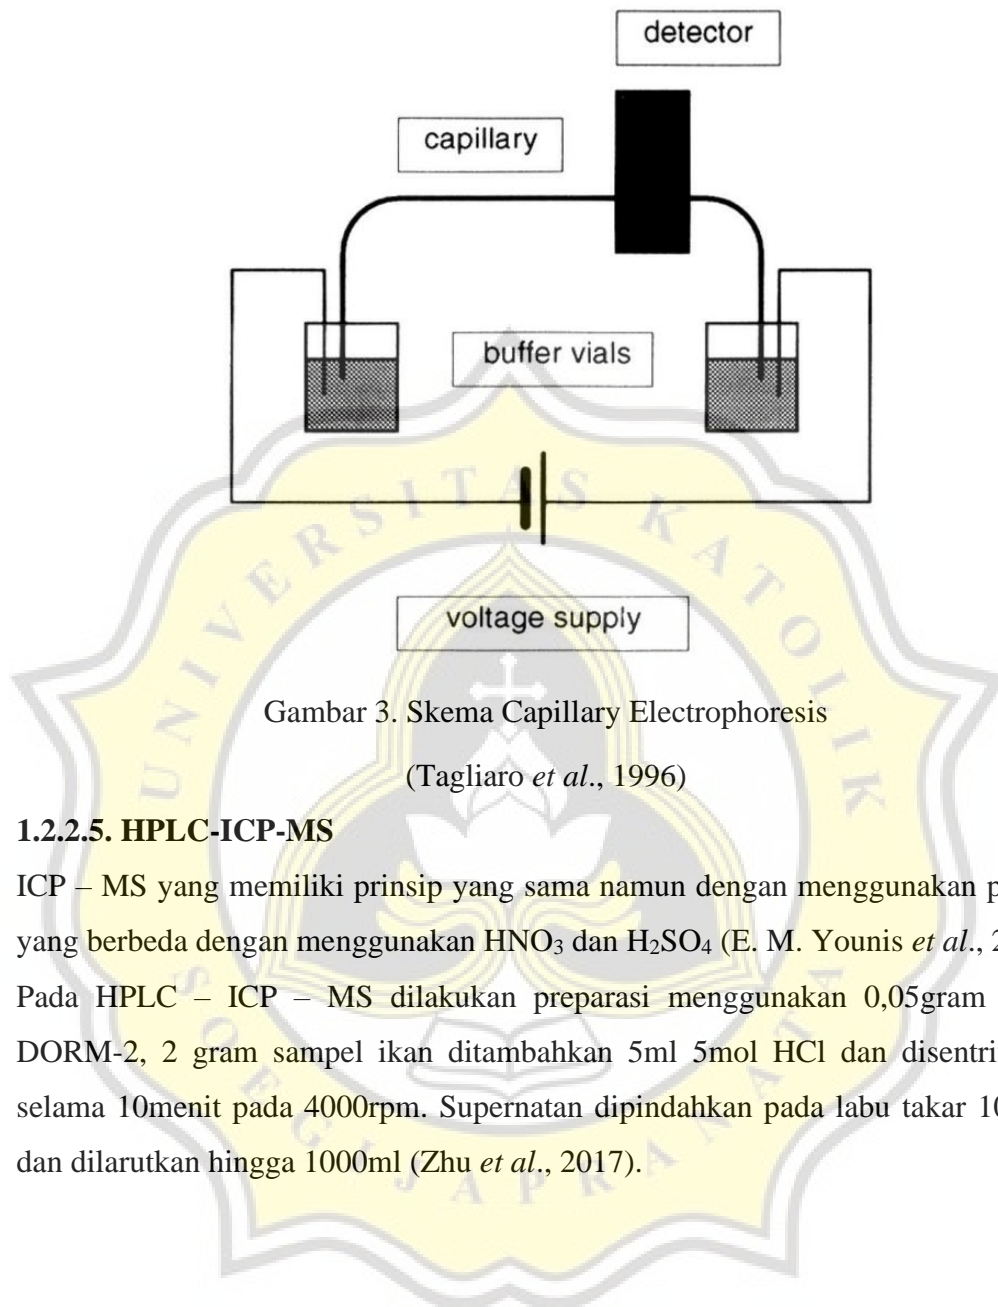 detector
capillary
buffer vials
voltage supply
UNIVERSITAS KATOLIK
SOEGIJAPRANATA
Gambar 3. Skema Capillary Electrophoresis
(Tagliaro et al., 1996)
1.2.2.5. HPLC-ICP-MS
ICP – MS yang memiliki prinsip yang sama namun dengan menggunakan
yang berbeda dengan menggunakan HNO3 dan H2SO4 (E. M. Younis et al.,
Pada HPLC – ICP – MS dilakukan preparasi menggunakan 0,05gram
DORM-2, 2 gram sampel ikan ditambahkan 5ml 5mol HCl dan
selama 10menit pada 4000rpm. Supernatan dipindahkan pada labu takar
dan dilarutkan hingga 1000ml (Zhu et al., 2017).